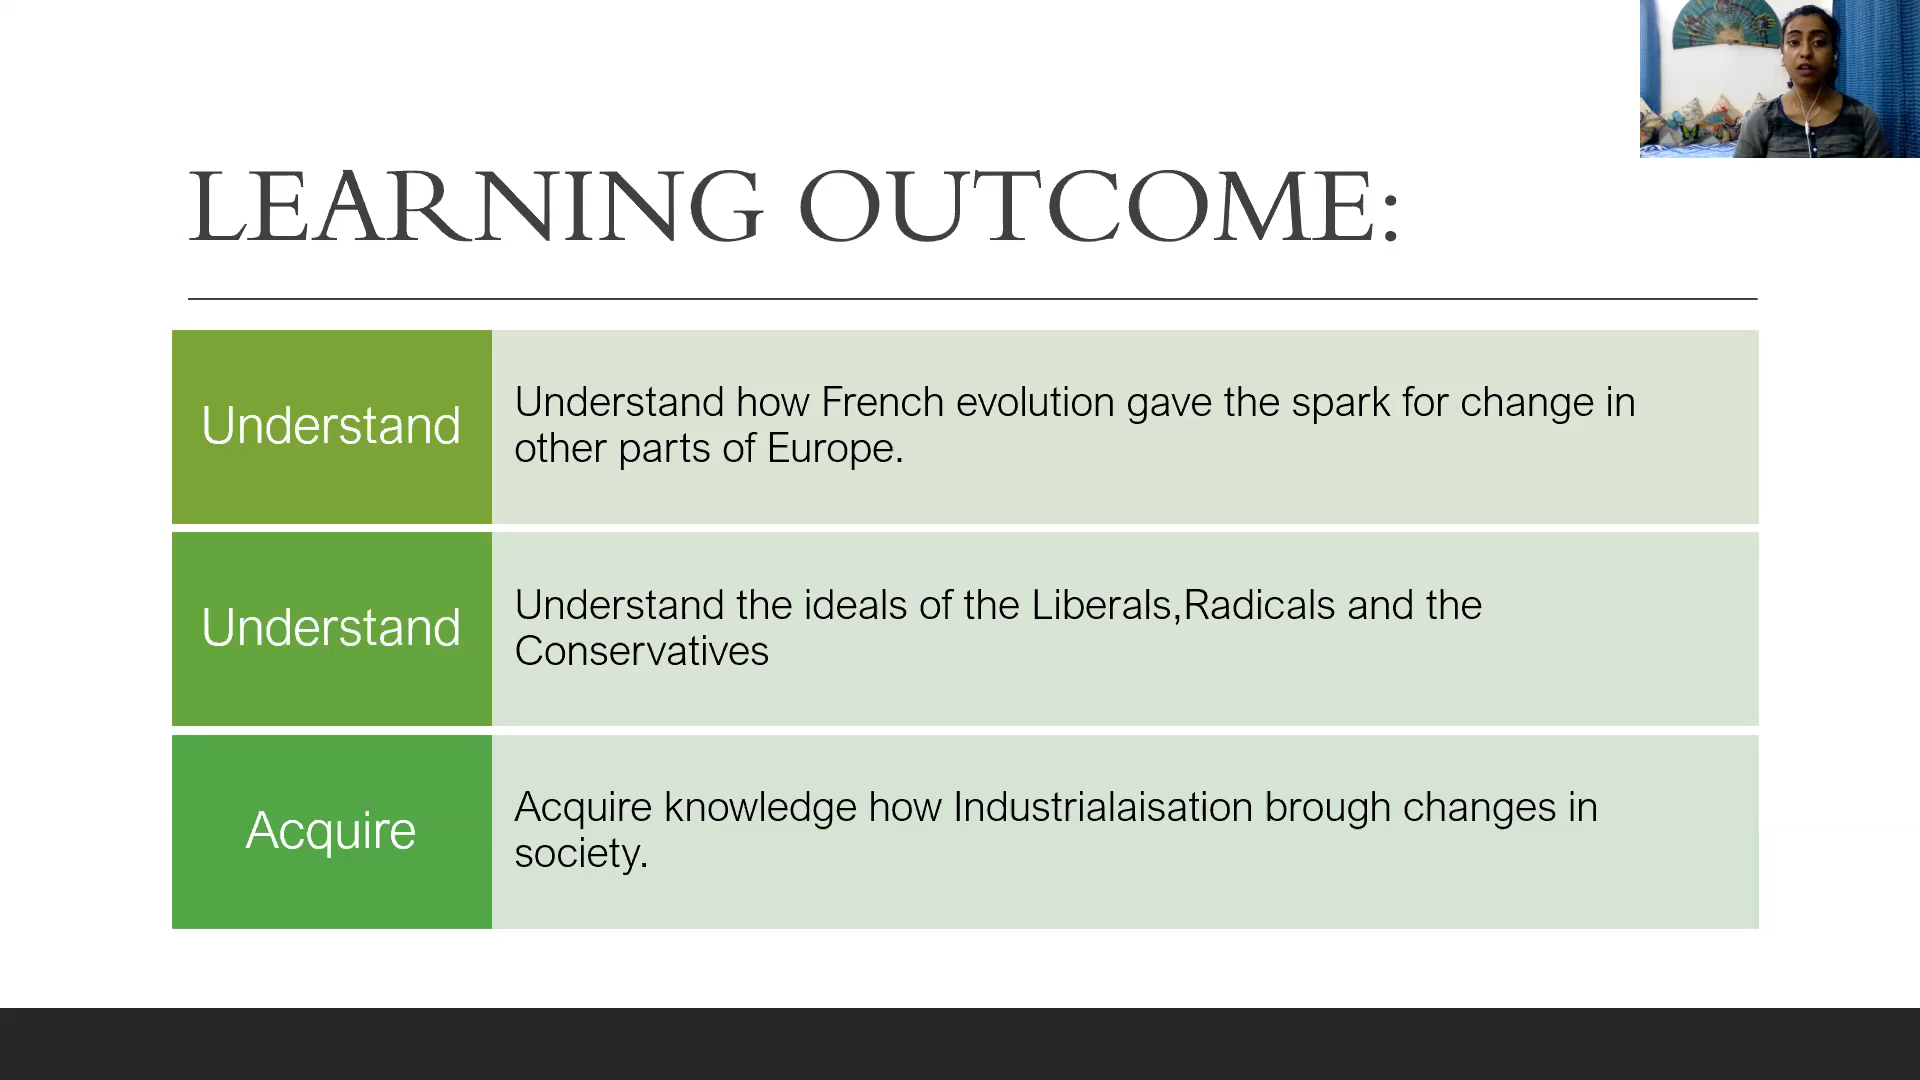 LEARNING OUTCOME:
Understand
Understand how French evolution gave the spark for change in
other parts of Europe.
Understand
Understand the ideals of the Liberals,Radicals and the
Conservatives
Acquire
Acquire knowledge how Industrialaisation brough changes in
society.